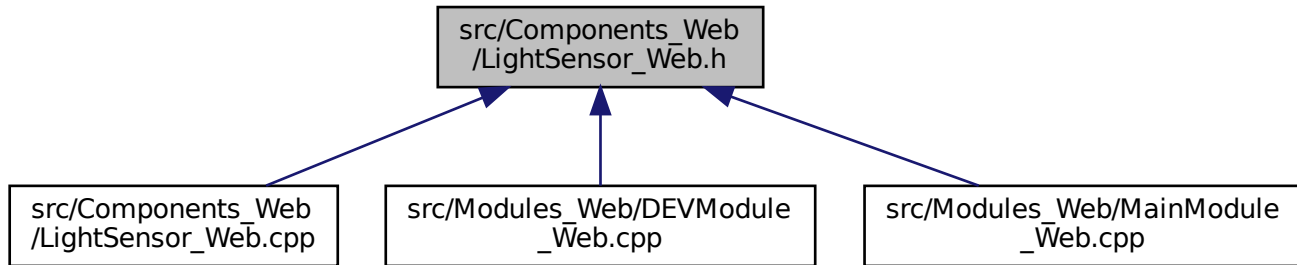 src/Components_Web
/LightSensor_Web.h
src/Components_Web
/LightSensor_Web.cpp
src/Modules_Web/DEVModule
_Web.cpp
src/Modules_Web/MainModule
_Web.cpp